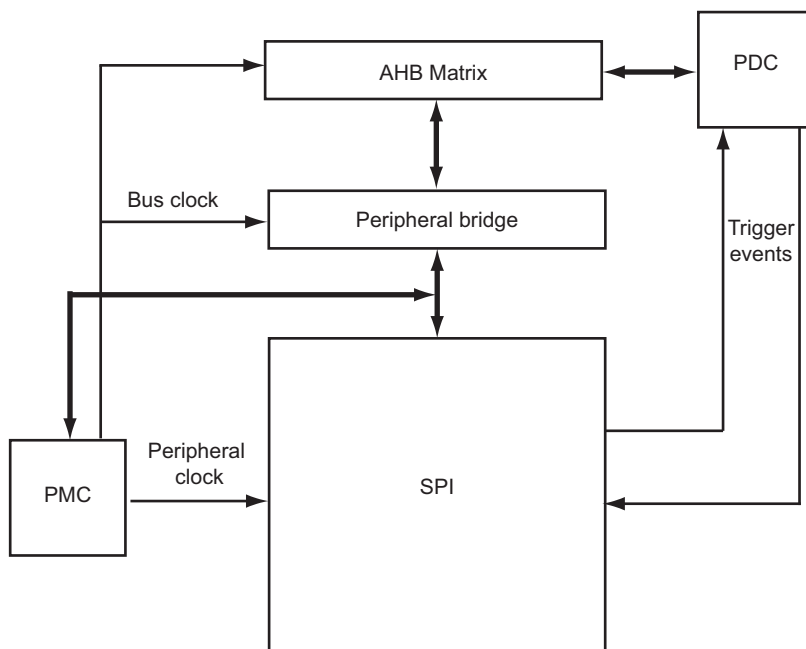 AHB Matrix
PDC
Bus clock
Peripheral bridge
Trigger
events
Peripheral
clock
PMC
SPI